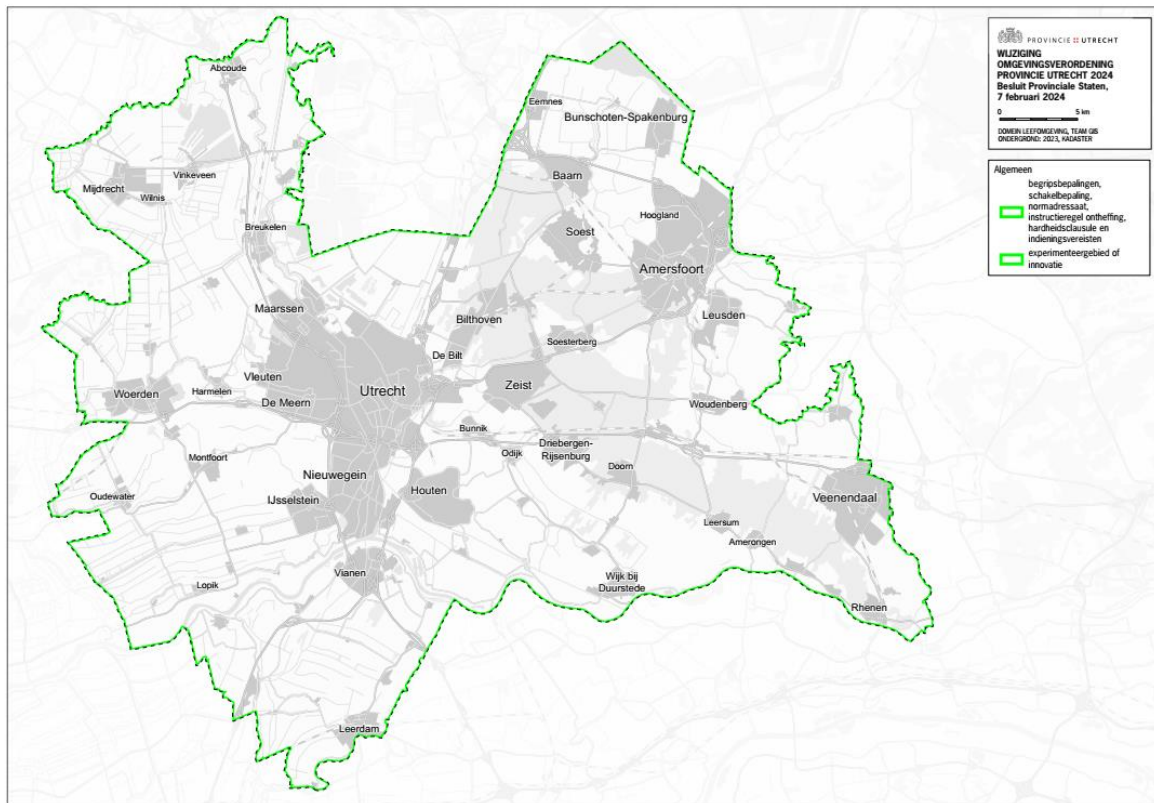 PROVINCIE UTRECHT
WIJZIGING
OMGEVINGSVERORDENING
PROVINCIE UTRECHT 2024
Besluit Provinciale Staten,
7 februari 2024
0 5 km
DOMEIN LEEFOMGEVING, TEAM GIS
ONDERGROND: 2023, KADASTER
Algemeen
begripsbepalingen,
schakelbepaling,
normadressaat,
instructieregel ontheffing,
hardheidsclausule en
indieningsvereisten
experimenteergebied of
innovatie
Abcoude
Eemnes
Bunschoten-Spakenburg
Vinkeveen
Baarn
Mijdrecht
Wilnis
Hoogland
Breukelen
Soest
Amersfoort
Maarssen
Leusden
Bilthoven
Soesterberg
De Bilt
Vleuten
Zeist
Harmelen
Utrecht
Woerden
De Meern
Woudenberg
Bunnik
Driebergen-
Rijsenburg
Odijk
Montfoort
Doorn
Nieuwegein
Houten
Oudewater
IJsselstein
Veenendaal
Leersum
Amerongen
Vianen
Wijk bij
Duurstede
Lopik
Rhenen
Leerdam